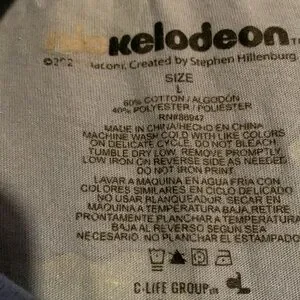 kelodeon
©202 iacom. Created by Stephen Hillenburg.
SIZE
L
60% COTTON / ALGODÓN
40% POLYESTER / POLIÉSTER
RN#88947
MADE IN CHINA/HECHO EN CHINA
MACHINE WASH COLD WITH LIKE COLORS
ON DELICATE CYCLE. DO NOT BLEACH.
TUMBLE DRY LOW. REMOVE PROMPTLY.
LOW IRON ON REVERSE SIDE AS NEEDED.
DO NOT IRON PRINT.
LAVAR A MAQUINA EN AGUA FRIA CON
COLORES SIMILARES EN CICLO DELICADO.
NO USAR BLANQUEADOR. SECAR EN
MAQUINA A TEMPERATURA BAJA, RETIRE
PRONTAMENTE PLANCHAR A TEMPERATURA
BAJA AL REVERSO SEGUN SEA
NECESARIO. NO PLANCHAR EL ESTAMPADO.
C-LIFE GROUP